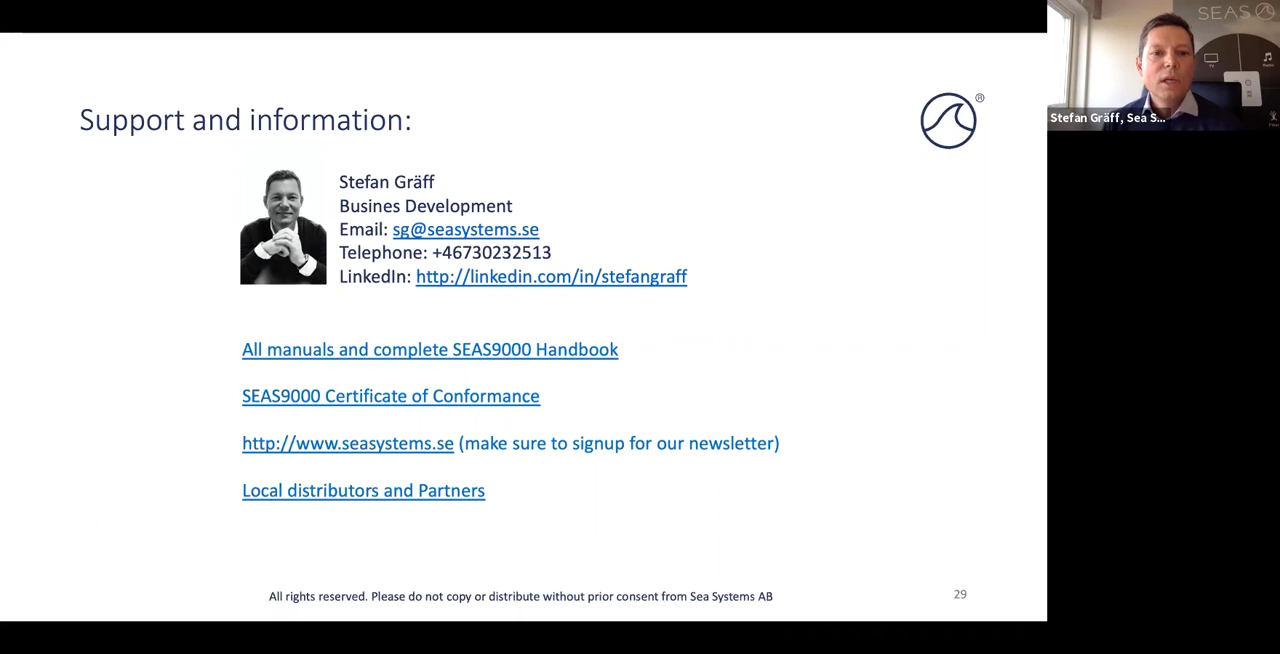 Support and information:
Stefan Gräff
Busines Development
Email: sg@seasystems.se
Telephone: +46730232513
LinkedIn: http://linkedin.com/in/stefangraff
All manuals and complete SEAS9000 Handbook
SEAS9000 Certificate of Conformance
http://www.seasystems.se (make sure to signup for our newsletter)
Local distributors and Partners
All rights reserved. Please do not copy or distribute without prior consent from Sea Systems AB
29
®
SEAS
TV
Stefan Gräff, Sea S...